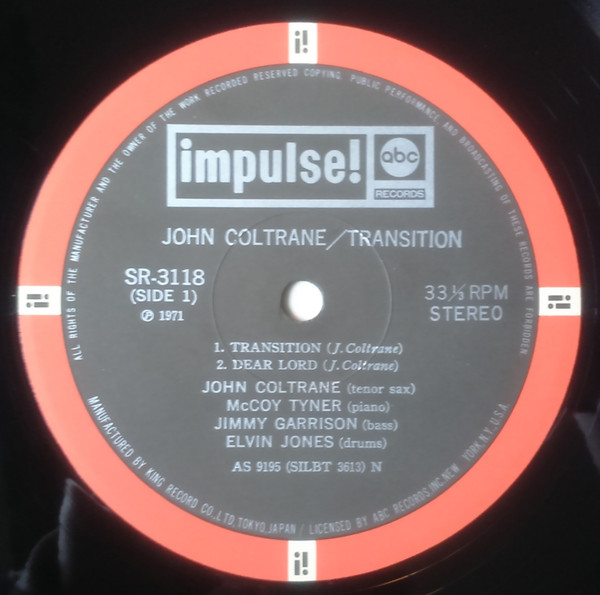 ALL RIGHTS OF THE MANUFACTURER AND THE OWNER OF THE WORK RECORDED RESERVED COPYING, PUBLIC PERFORMANCE AND BROADCASTING OF THESE RECORDS ARE FORBIDDEN
i!
impulse!
abc
RECORDS
JOHN COLTRANE/TRANSITION
SR-3118
(SIDE 1)
℗ 1971
33⅓ RPM
STEREO
i!
i!
1. TRANSITION (J. Coltrane)
2. DEAR LORD (J. Coltrane)
JOHN COLTRANE (tenor sax)
McCOY TYNER (piano)
JIMMY GARRISON (bass)
ELVIN JONES (drums)
AS 9195 (SILBT 3613) N
MANUFACTURED BY KING RECORD CO., LTD. TOKYO, JAPAN / LICENSED BY ABC RECORDS, INC. NEW YORK, N.Y. U.S.A.
i!